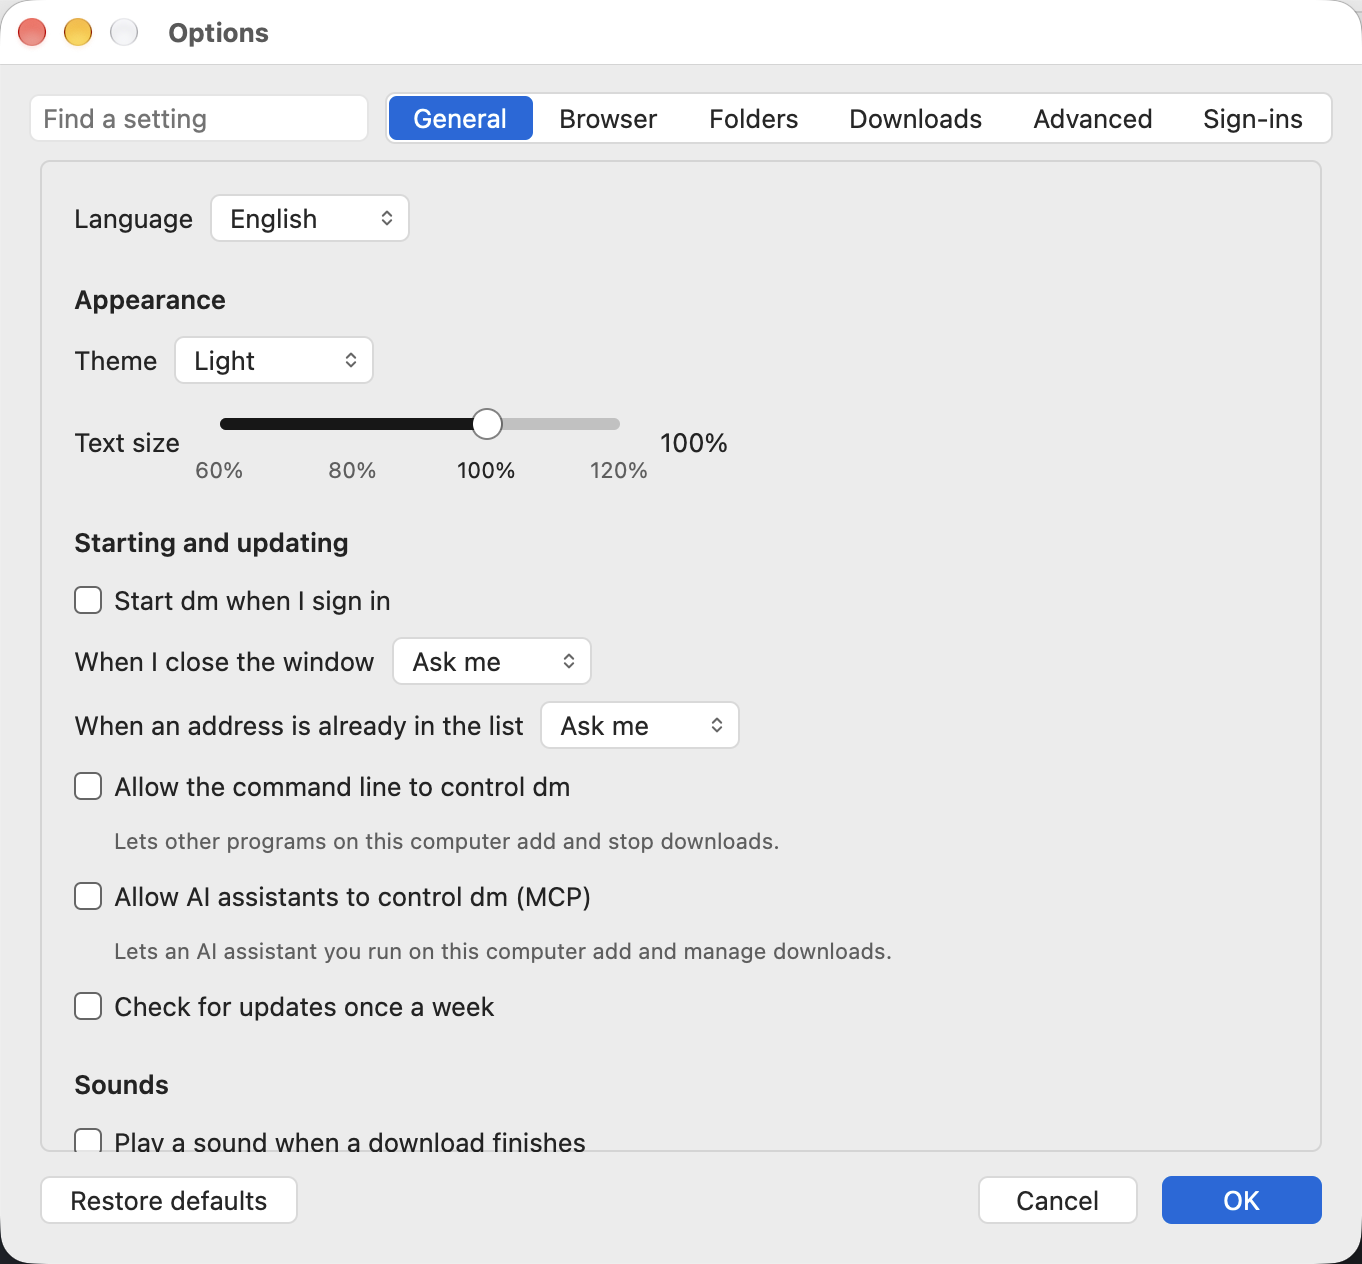 Options
Find a setting
General Browser Folders Downloads Advanced Sign-ins
Language English
Appearance
Theme Light
Text size 100%
60% 80% 100% 120%
Starting and updating
Start dm when I sign in
When I close the window Ask me
When an address is already in the list Ask me
Allow the command line to control dm
Lets other programs on this computer add and stop downloads.
Allow AI assistants to control dm (MCP)
Lets an AI assistant you run on this computer add and manage downloads.
Check for updates once a week
Sounds
Play a sound when a download finishes
Restore defaults Cancel OK